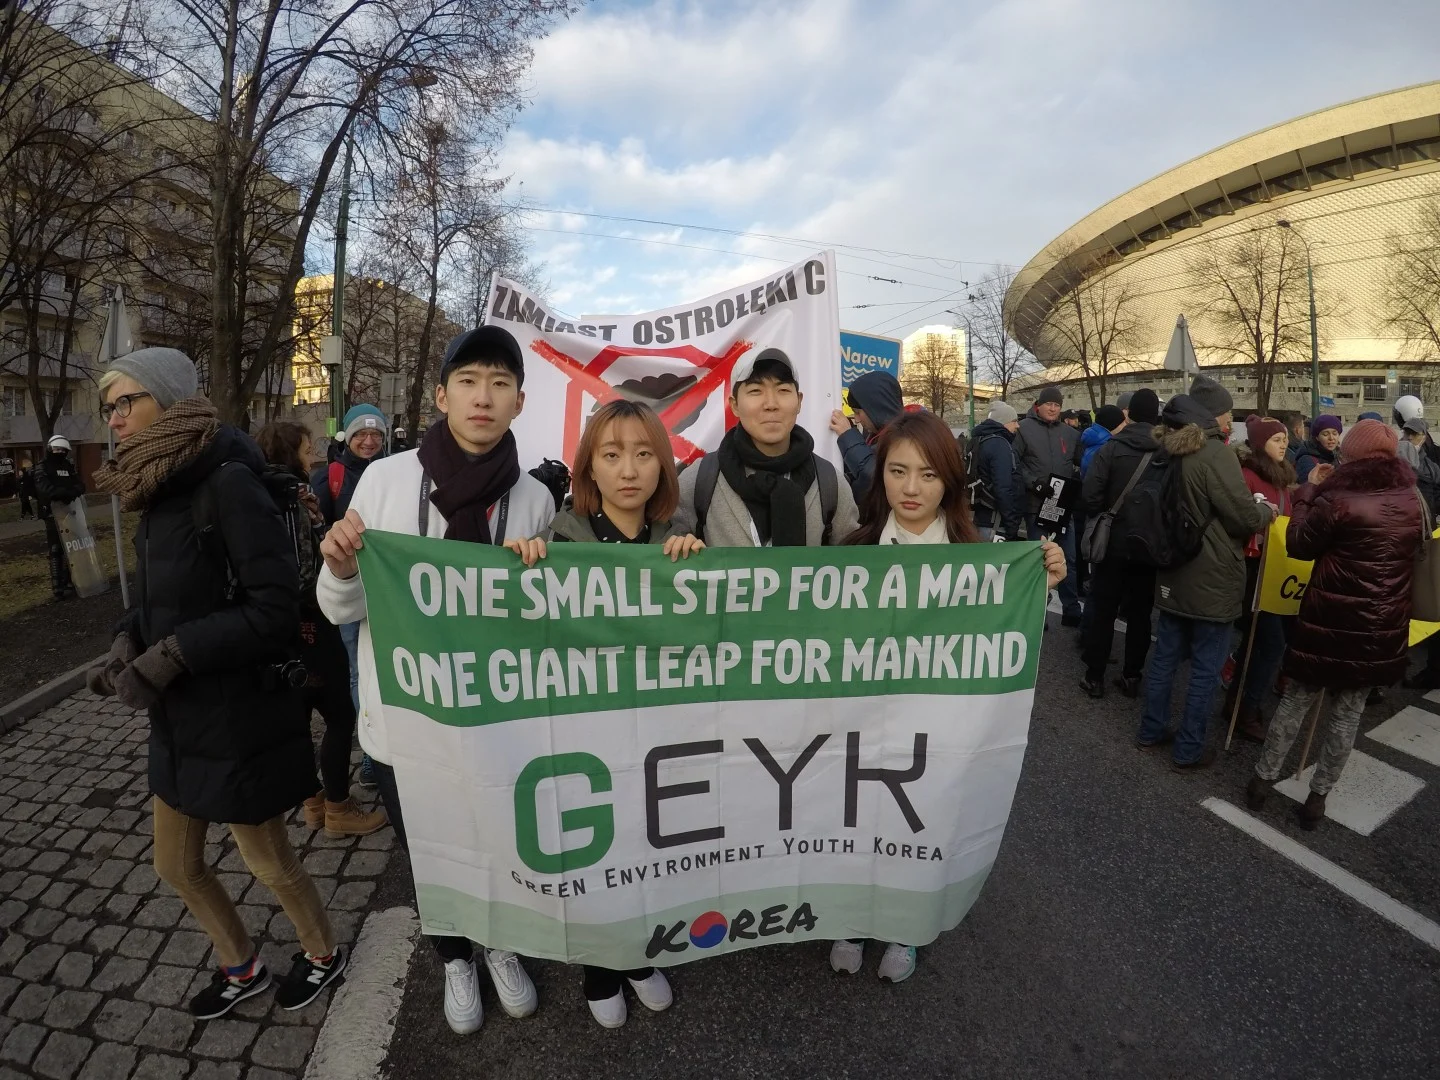 ZAMIAST OSTROŁĘKI C
Narew
POLICJA
ONE SMALL STEP FOR A MAN
ONE GIANT LEAP FOR MANKIND
GEYK
GREEN ENVIRONMENT YOUTH KOREA
KOREA
Cz
N
N